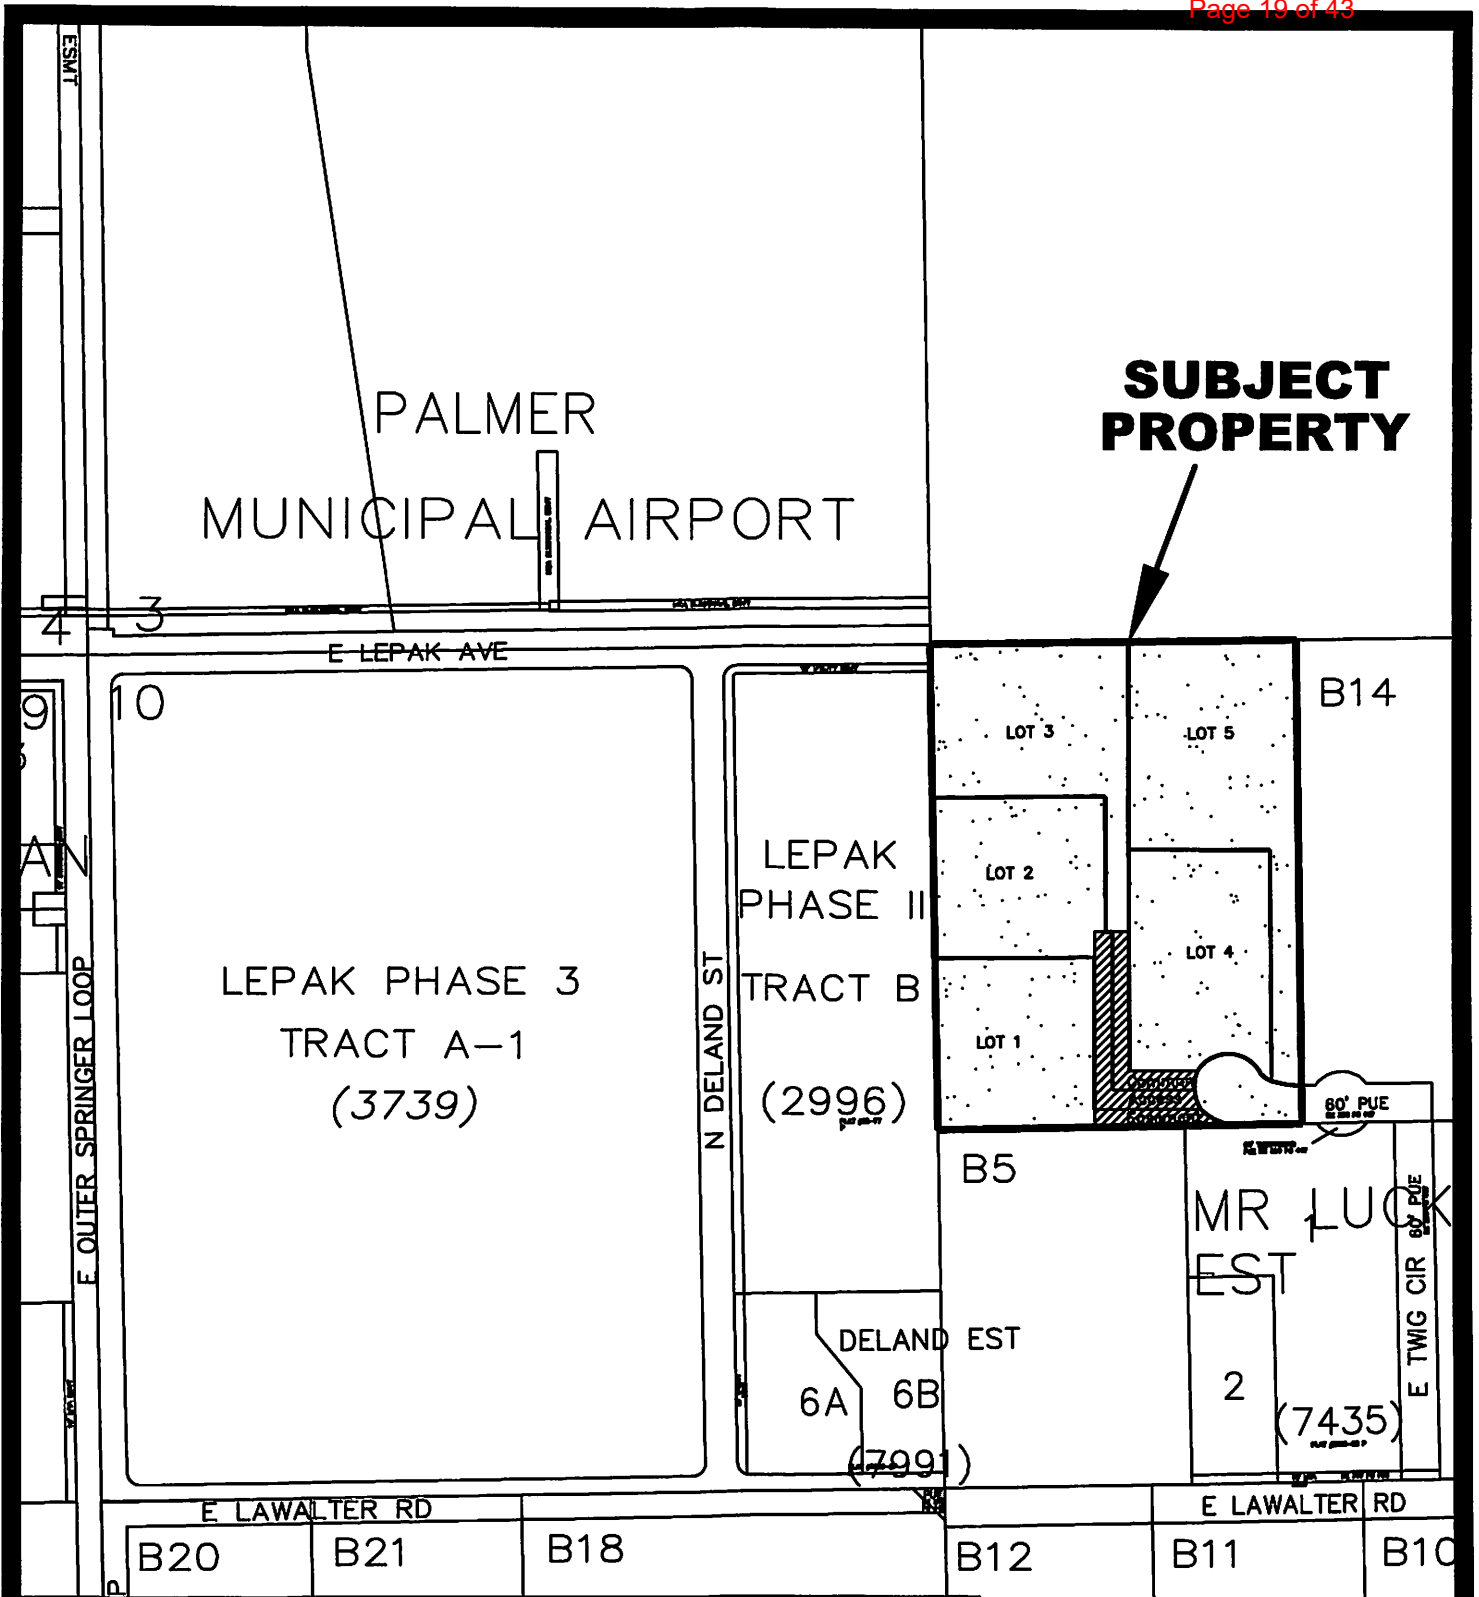 Page 19 of 43
ESMT
SUBJECT
PROPERTY
PALMER
MUNICIPAL AIRPORT
4
3
E LEPAK AVE
9
10
B14
LOT 3
LOT 5
AN
LEPAK
PHASE II
TRACT B
(2996)
LOT 2
LOT 4
LOT 1
LEPAK PHASE 3
TRACT A-1
(3739)
E OUTER SPRINGER LOOP
N DELAND ST
COMMON
ACCESS
60' PUE
B5
MR LUCK
EST
1
60' PUE
E TWIG CIR
DELAND EST
6A
6B
(7991)
2
(7435)
E LAWALTER RD
E LAWALTER RD
B20
B21
B18
B12
B11
B10
P